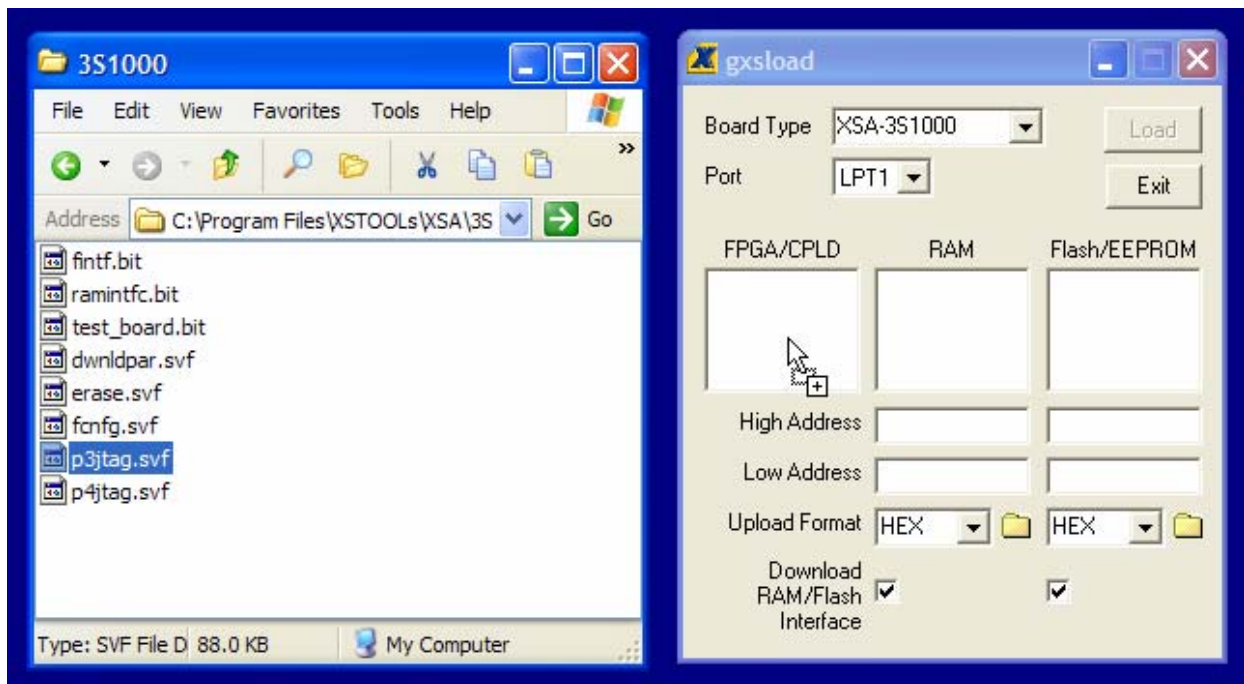 3S1000
File Edit View Favorites Tools Help
Address C:\Program Files\XSTOOLs\XSA\3S Go
fintf.bit
ramintfc.bit
test_board.bit
dwnldpar.svf
erase.svf
fcnfg.svf
p3jtag.svf
p4jtag.svf
Type: SVF File D 88.0 KB My Computer
gxsload
Board Type XSA-3S1000 Load
Port LPT1 Exit
FPGA/CPLD RAM Flash/EEPROM
High Address
Low Address
Upload Format HEX HEX
Download
RAM/Flash
Interface